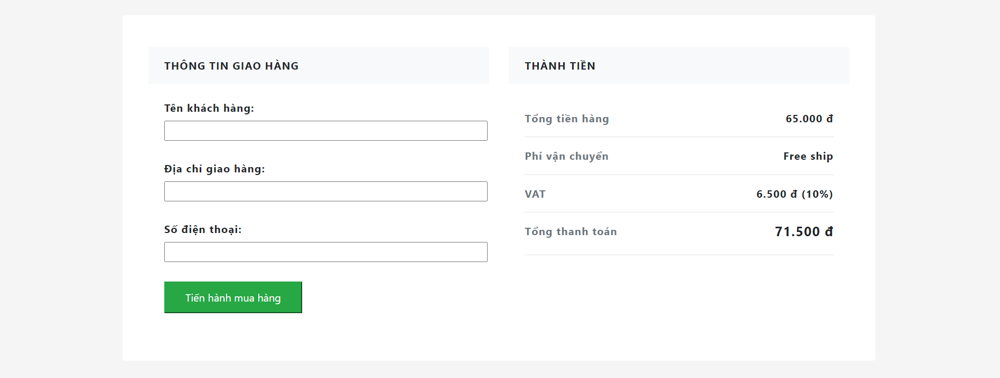 THÔNG TIN GIAO HÀNG
Tên khách hàng:
Địa chỉ giao hàng:
Số điện thoại:
Tiến hành mua hàng
THÀNH TIỀN
Tổng tiền hàng 65.000 đ
Phí vận chuyển Free ship
VAT 6.500 đ (10%)
Tổng thanh toán 71.500 đ